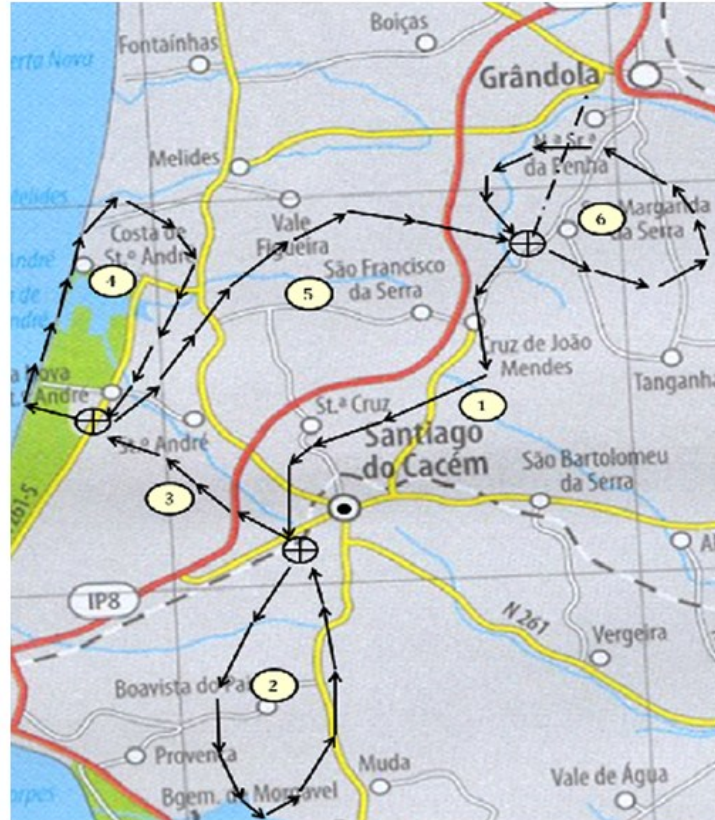 Boiças
Fontaínhas
Grândola
N.ª Sr.ª
da Penha
Melides
Vale
Figueira
Costa de
St.º André
São Francisco
da Serra
6
4
5
Cruz de João
Mendes
St.º André
St.ª Cruz
1
Santiago
do Cacém
São Bartolomeu
da Serra
3
IP8
N 261
Vergeira
2
Provença
Muda
Vale de Água